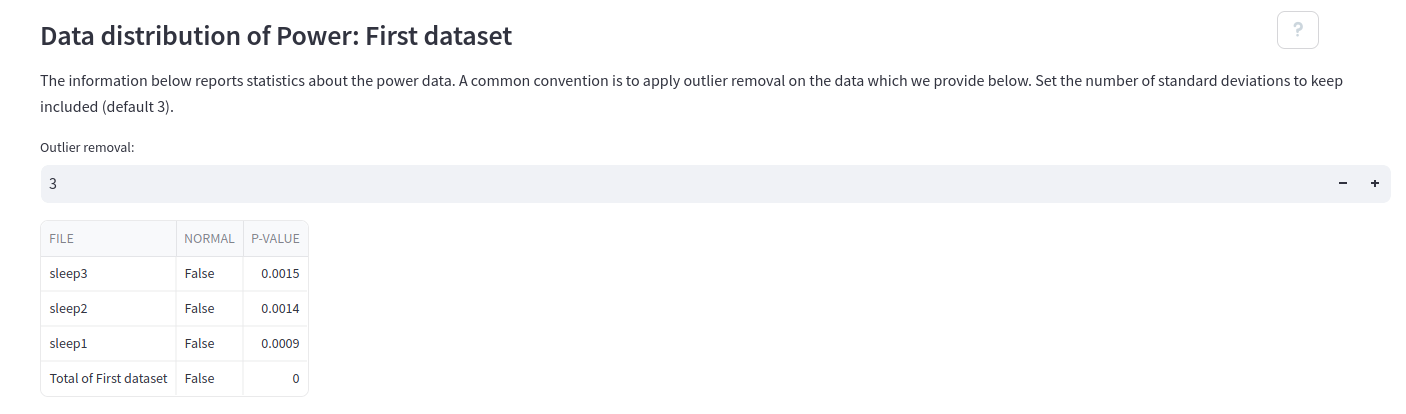 Data distribution of Power: First dataset
?
The information below reports statistics about the power data. A common convention is to apply outlier removal on the data which we provide below. Set the number of standard deviations to keep
included (default 3).
Outlier removal:
3 − +
FILE NORMAL P-VALUE
sleep3 False 0.0015
sleep2 False 0.0014
sleep1 False 0.0009
Total of First dataset False 0